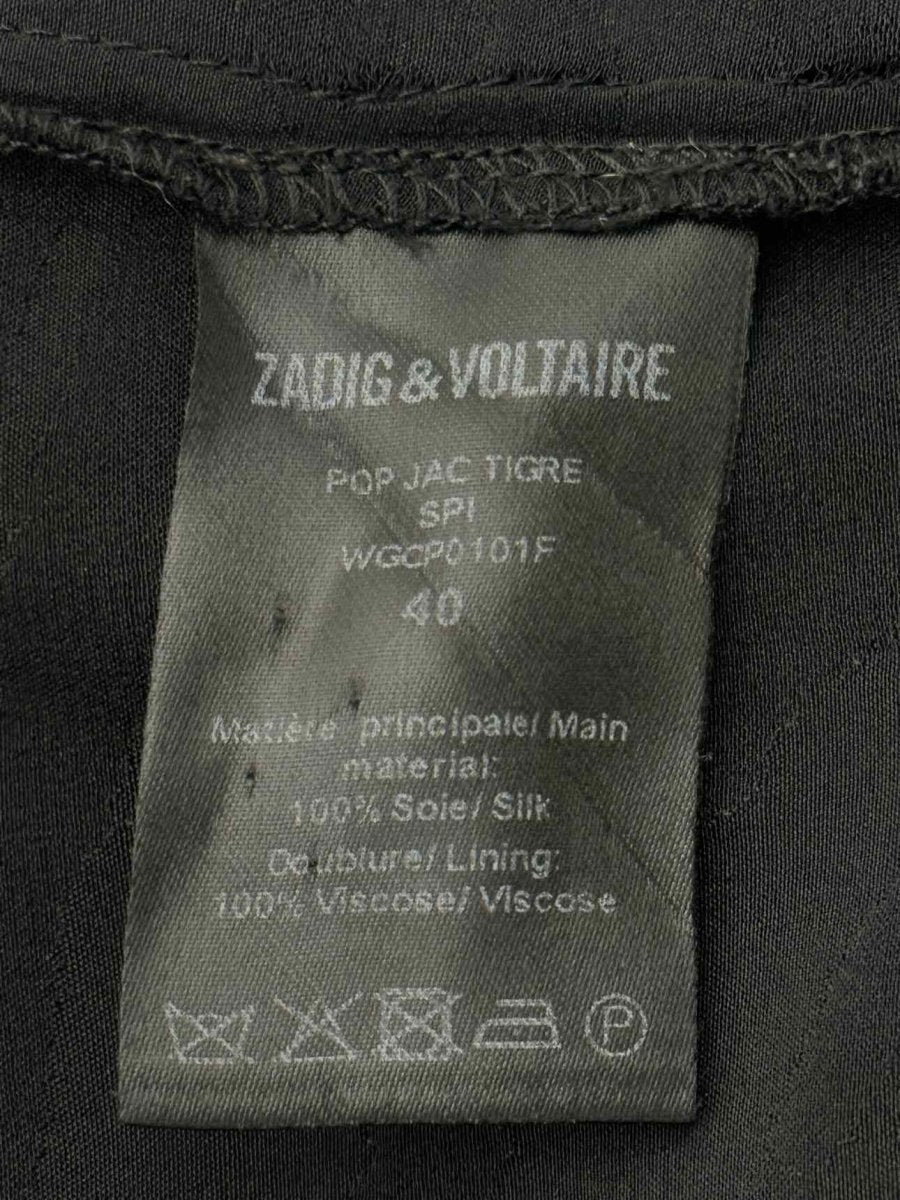 ZADIG&VOLTAIRE
POP JAC TIGRE
SPI
WGCP0101F
40
Matière principale/ Main
material:
100% Soie/ Silk
Doublure/ Lining:
100% Viscose/ Viscose
P